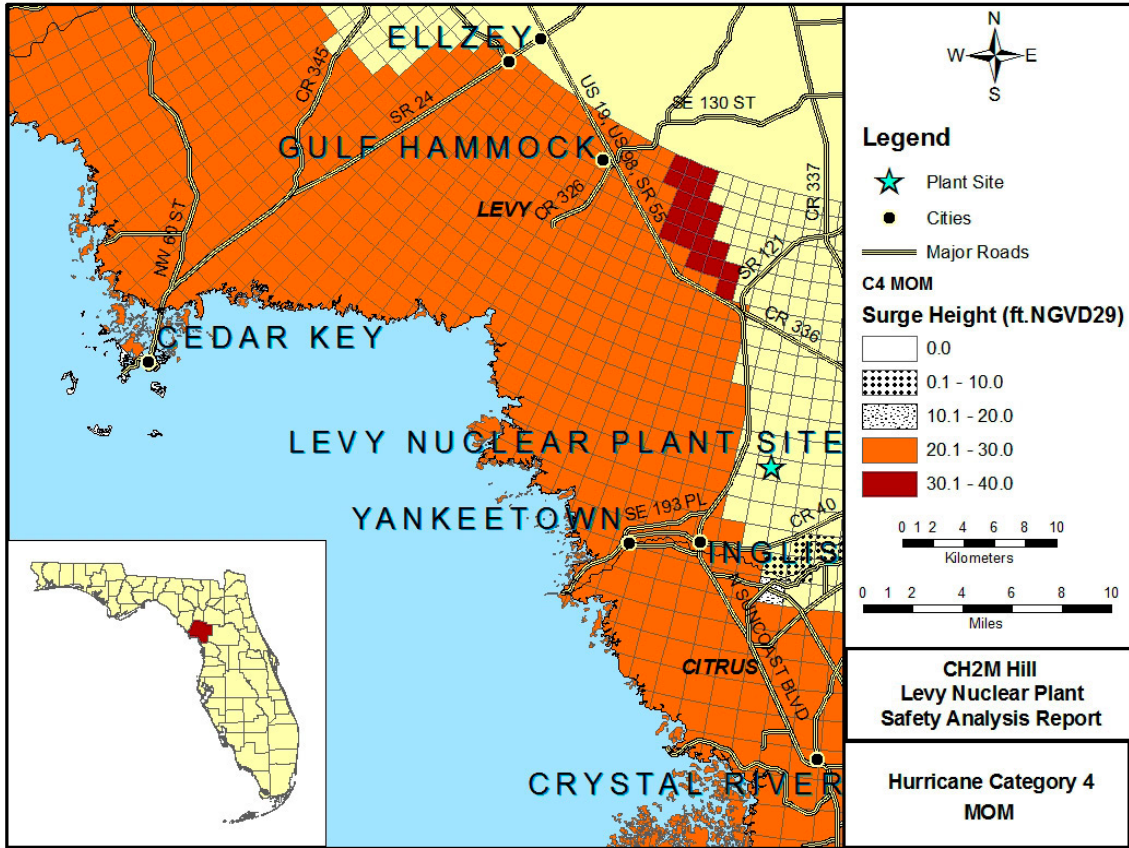 ELLZEY
CR 345
SR 24
US 19, US 98, SR 55
SE 130 ST
GULF HAMMOCK
LEVY
CR 326
CR 337
NW 60 ST
SR 121
CEDAR KEY
CR 336
LEVY NUCLEAR PLANT SITE
YANKEETOWN
SE 193 PL
CR 40
INGLIS
N SUNCOAST BLVD
CITRUS
CRYSTAL RIVER
N
W E
S
Legend
Plant Site
Cities
Major Roads
C4 MOM
Surge Height (ft.NGVD29)
0.0
0.1 - 10.0
10.1 - 20.0
20.1 - 30.0
30.1 - 40.0
0 1 2 4 6 8 10
Kilometers
0 1 2 4 6 8 10
Miles
CH2M Hill
Levy Nuclear Plant
Safety Analysis Report
Hurricane Category 4
MOM